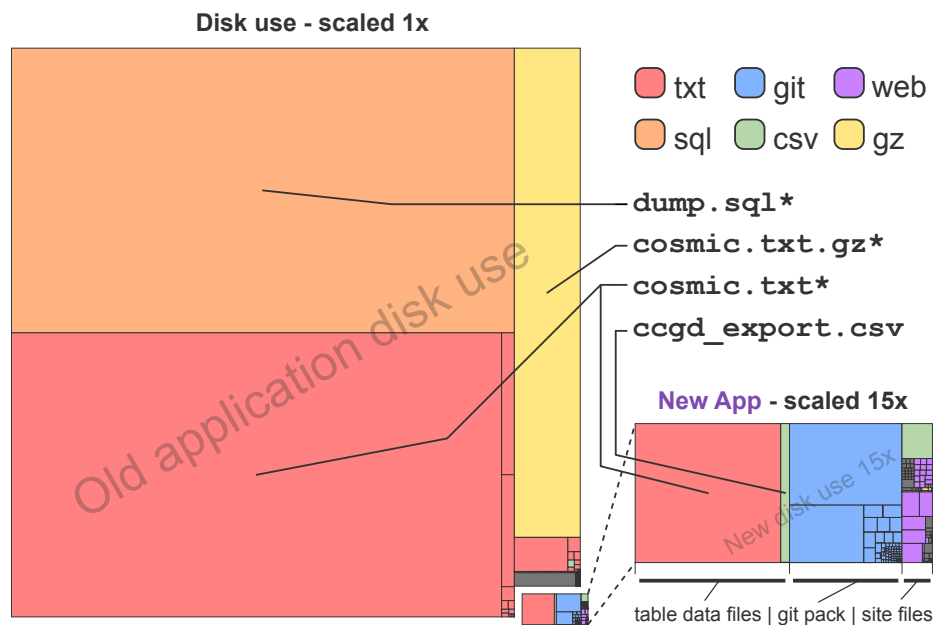 Disk use - scaled 1x
txt git web
sql csv gz
dump.sql*
cosmic.txt.gz*
cosmic.txt*
ccgd_export.csv
Old application disk use
New App - scaled 15x
New disk use 15x
table data files | git pack | site files